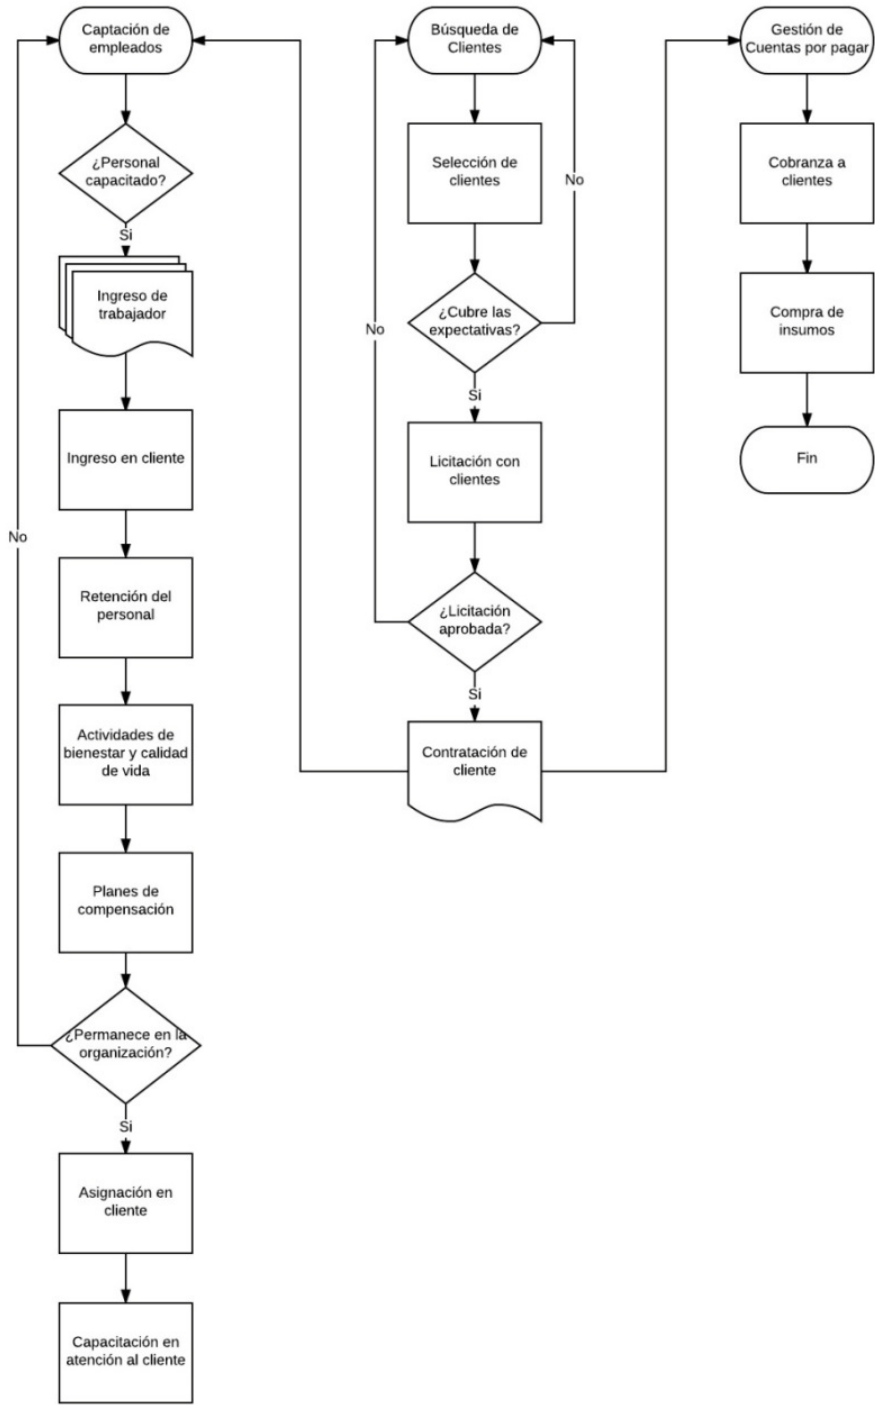 Captación de
empleados
¿Personal
capacitado?
Si
Ingreso de
trabajador
Ingreso en cliente
No
Retención del
personal
Actividades de
bienestar y calidad
de vida
Planes de
compensación
¿Permanece en la
organización?
Si
Asignación en
cliente
Capacitación en
atención al cliente
Búsqueda de
Clientes
Selección de
clientes
No
¿Cubre las
expectativas?
No
Si
Licitación con
clientes
¿Licitación
aprobada?
Si
Contratación de
cliente
Gestión de
Cuentas por pagar
Cobranza a
clientes
Compra de
insumos
Fin